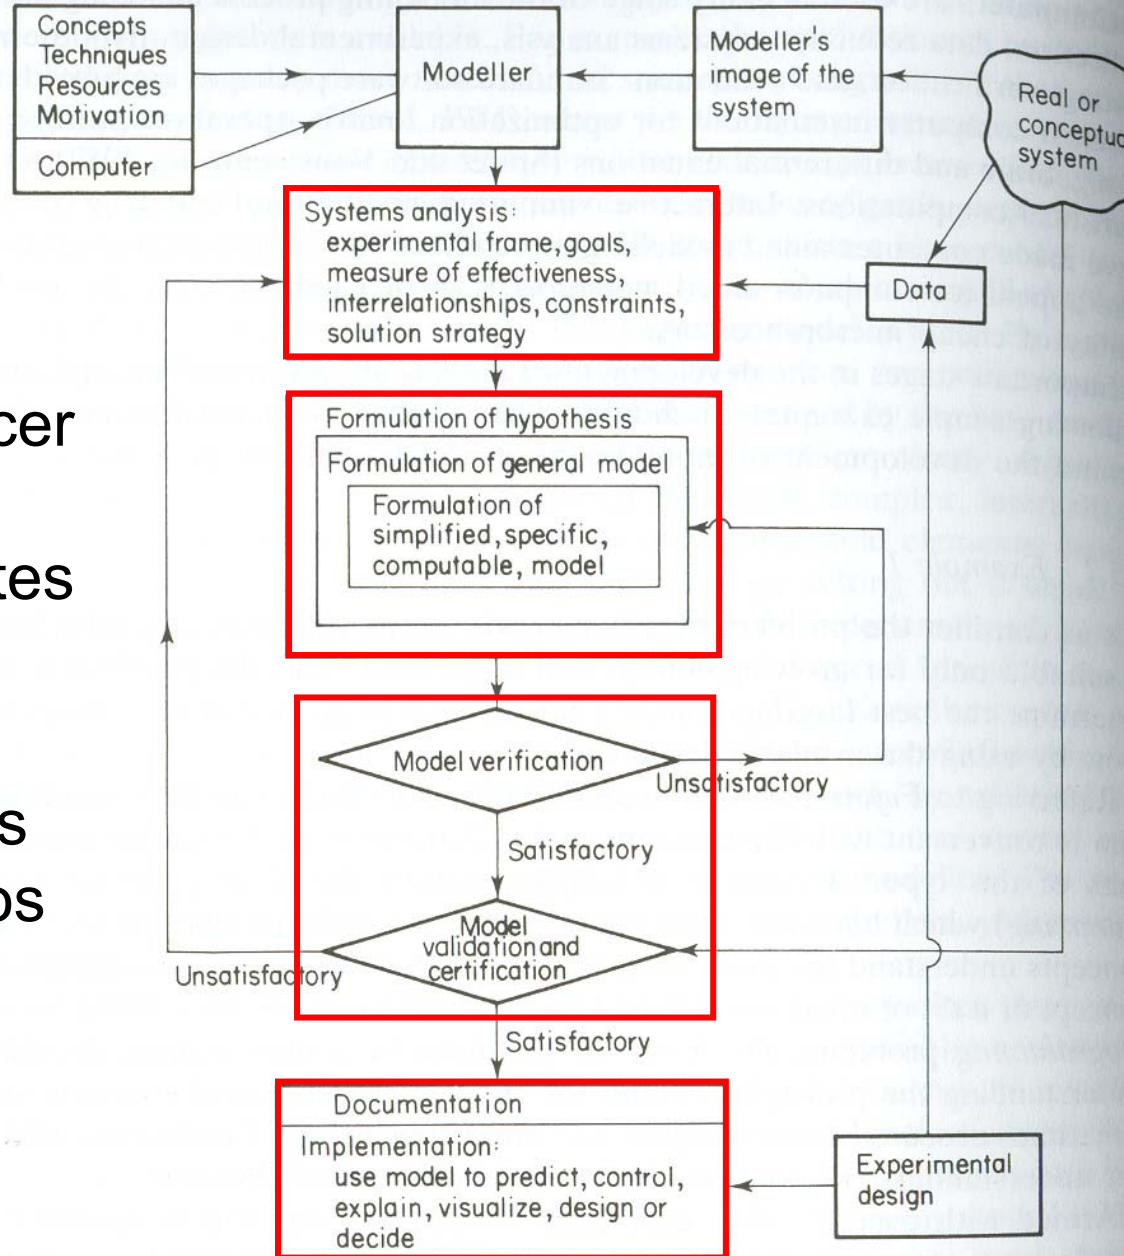 Concepts
Techniques
Resources
Motivation
Computer
Modeller
Modeller's
image of the
system
Real or
conceptu
system
Systems analysis:
experimental frame, goals,
measure of effectiveness,
interrelationships, constraints,
solution strategy
Data
cer
tes
s
os
Formulation of hypothesis
Formulation of general model
Formulation of
simplified, specific,
computable, model
Model verification
Unsatisfactory
Satisfactory
Model
validation and
certification
Unsatisfactory
Satisfactory
Documentation
Implementation:
use model to predict, control,
explain, visualize, design or
decide
Experimental
design